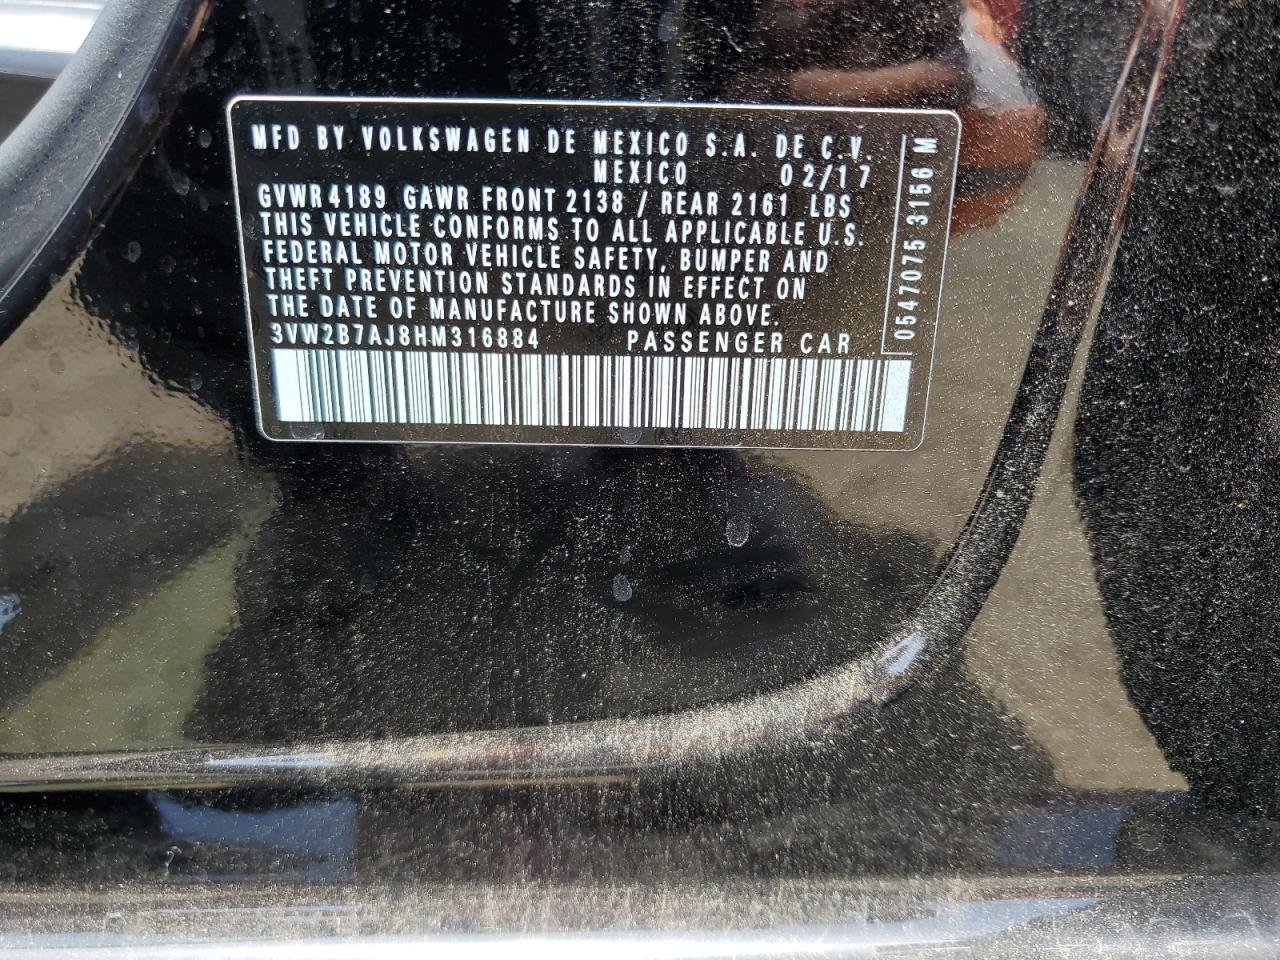 MFD BY VOLKSWAGEN DE MEXICO S.A. DE C.V.
MEXICO 02/17
GVWR 4189 GAWR FRONT 2138 / REAR 2161 LBS
THIS VEHICLE CONFORMS TO ALL APPLICABLE U.S.
FEDERAL MOTOR VEHICLE SAFETY, BUMPER AND
THEFT PREVENTION STANDARDS IN EFFECT ON
THE DATE OF MANUFACTURE SHOWN ABOVE.
3VW2B7AJ8HM316884 PASSENGER CAR
0547075 3156 M